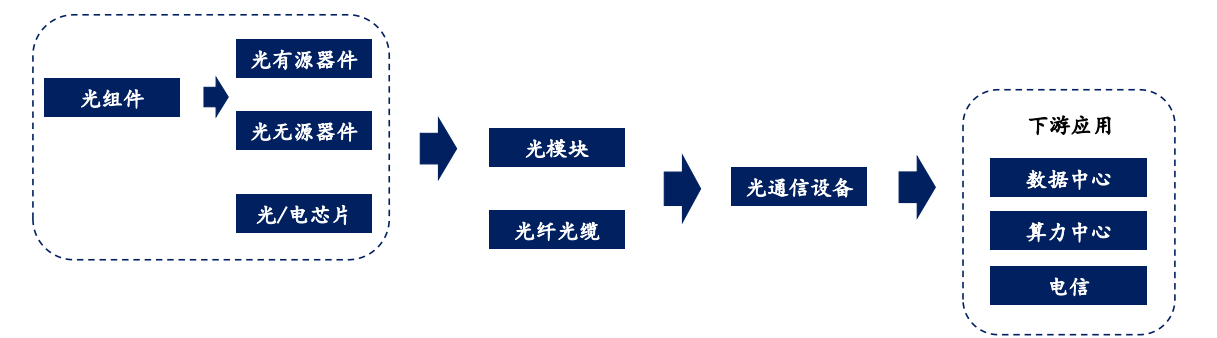 光组件
光有源器件
光无源器件
光/电芯片
光模块
光纤光缆
光通信设备
下游应用
数据中心
算力中心
电信